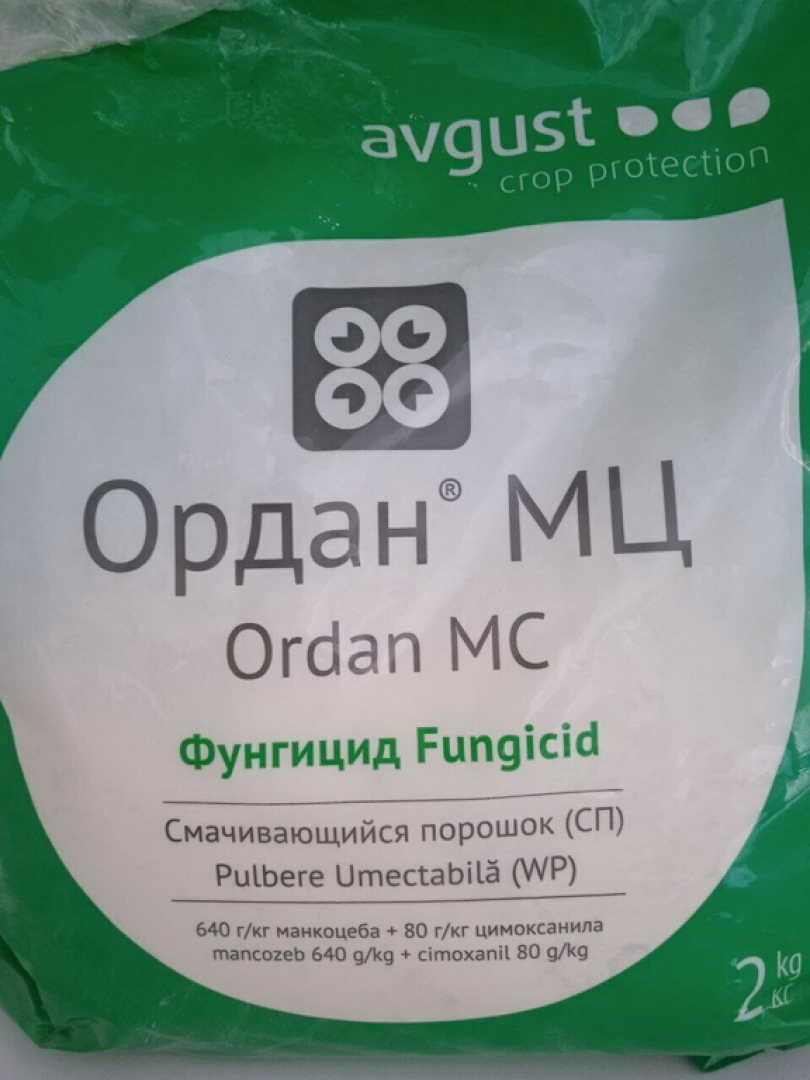 avgust
crop protection
Ордан® МЦ
Ordan MC
Фунгицид Fungicid
Смачивающийся порошок (СП)
Pulbere Umectabilă (WP)
640 г/кг манкоцеба + 80 г/кг цимоксанила
mancozeb 640 g/kg + cimoxanil 80 g/kg
2 kg
кг